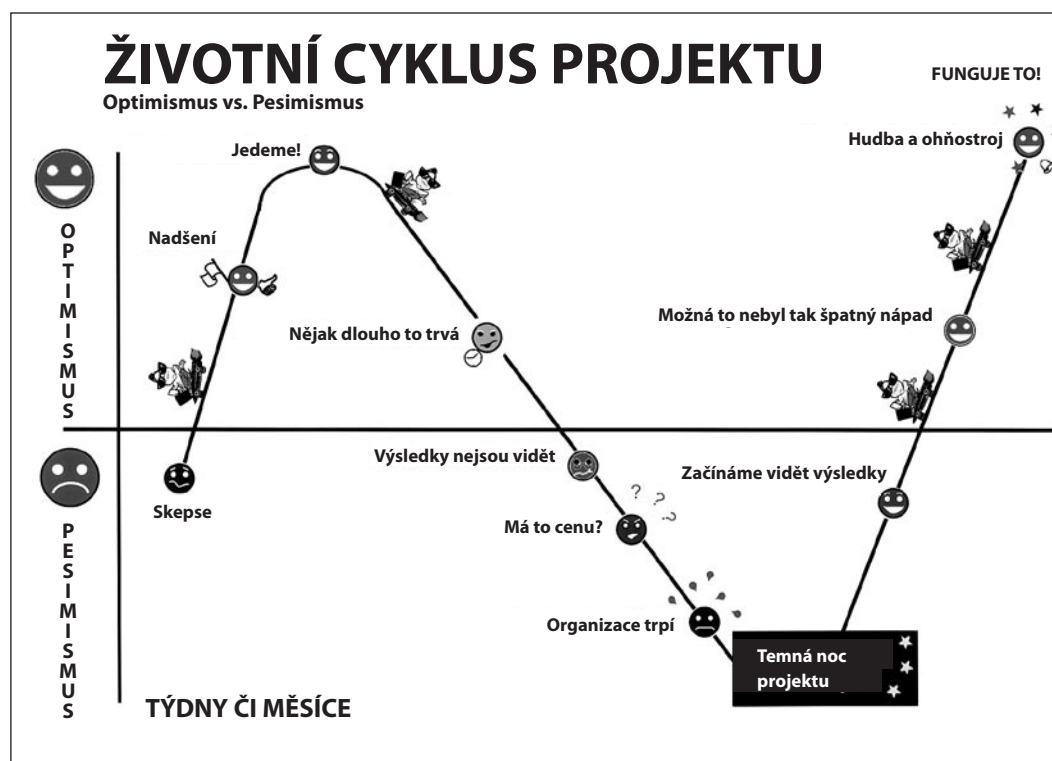 ŽIVOTNÍ CYKLUS PROJEKTU
Optimismus vs. Pesimismus
FUNGUJE TO!
Hudba a ohňostroj
Jedeme!
Nadšení
Nějak dlouho to trvá
Možná to nebyl tak špatný nápad
OPTIMISMUS
Výsledky nejsou vidět
Začínáme vidět výsledky
Skepse
? ? ?
Má to cenu?
Organizace trpí
Temná noc
projektu
PESIMISMUS
TÝDNY ČI MĚSÍCE